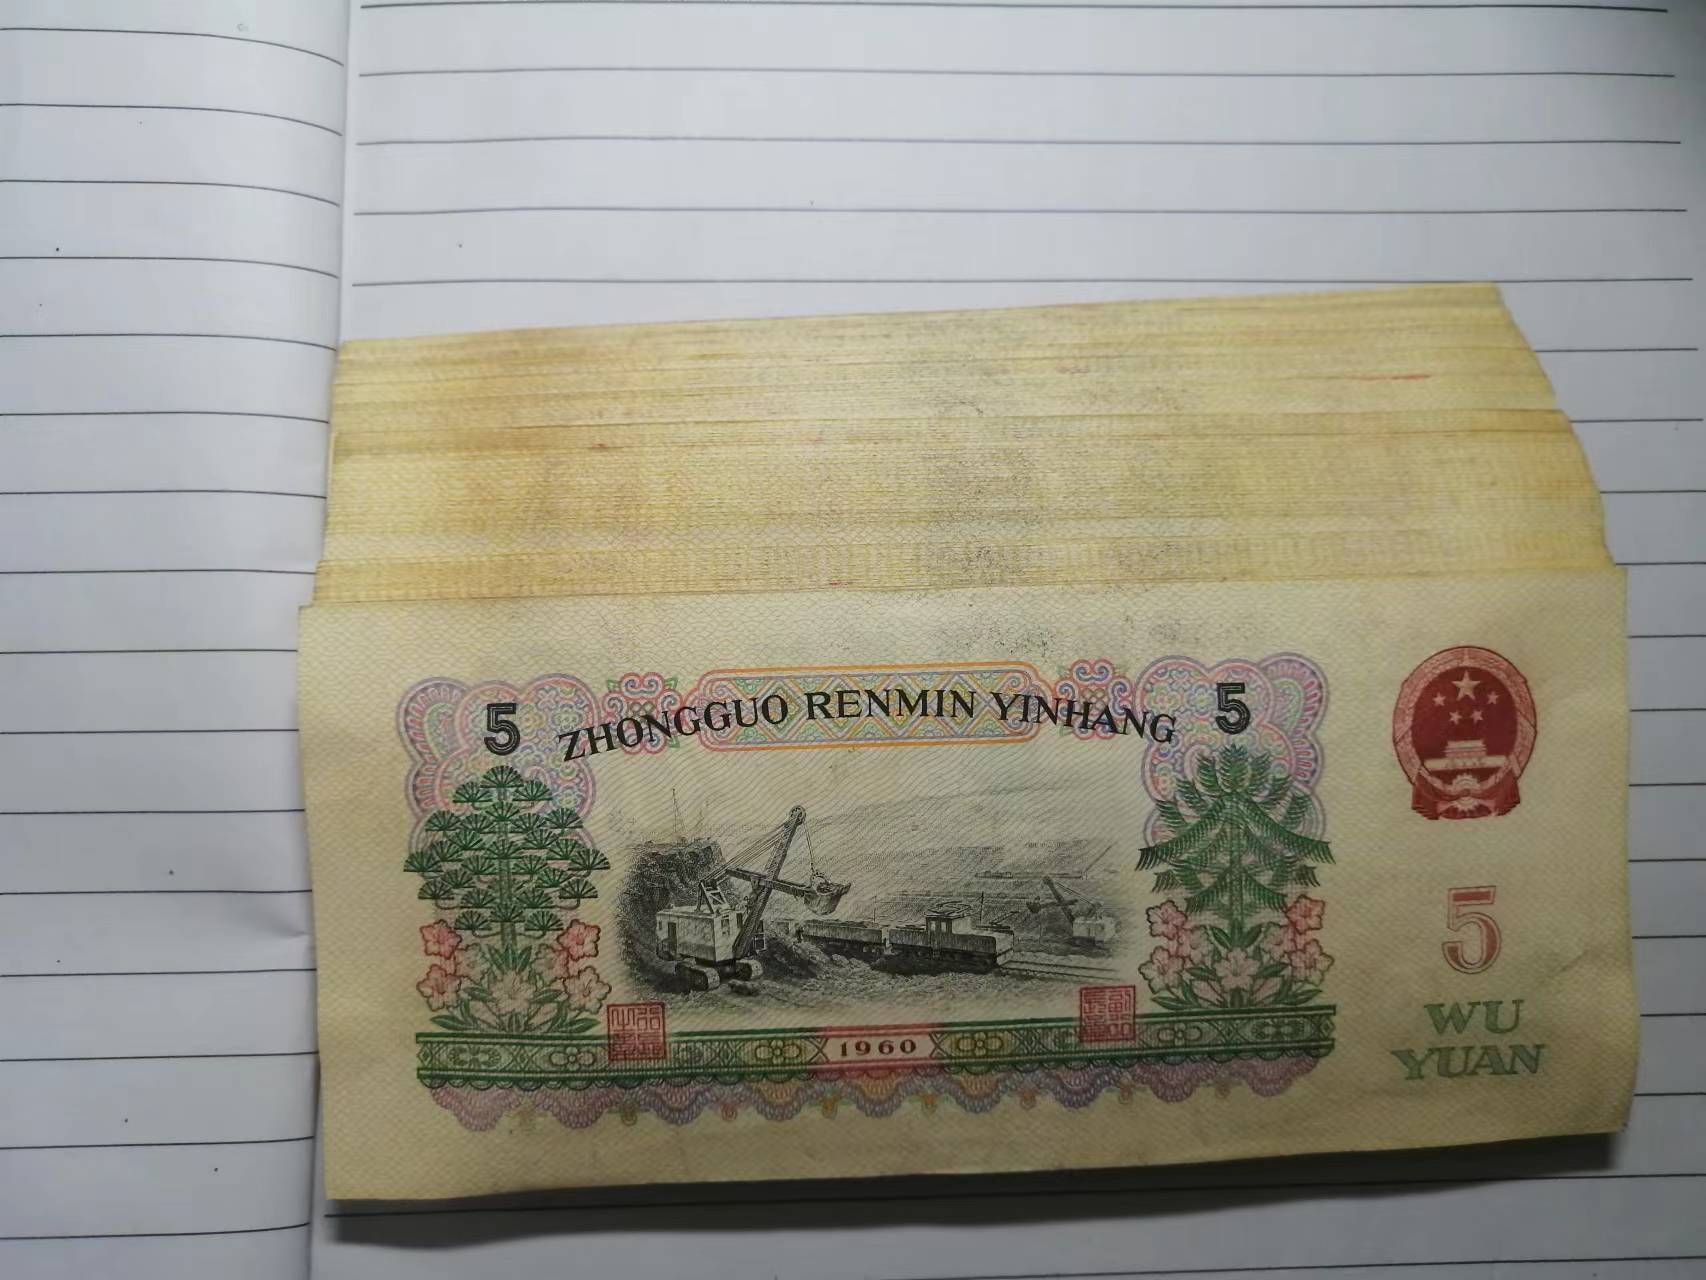 5
ZHONGGUO RENMIN YINHANG
5
5
WU
YUAN
1960